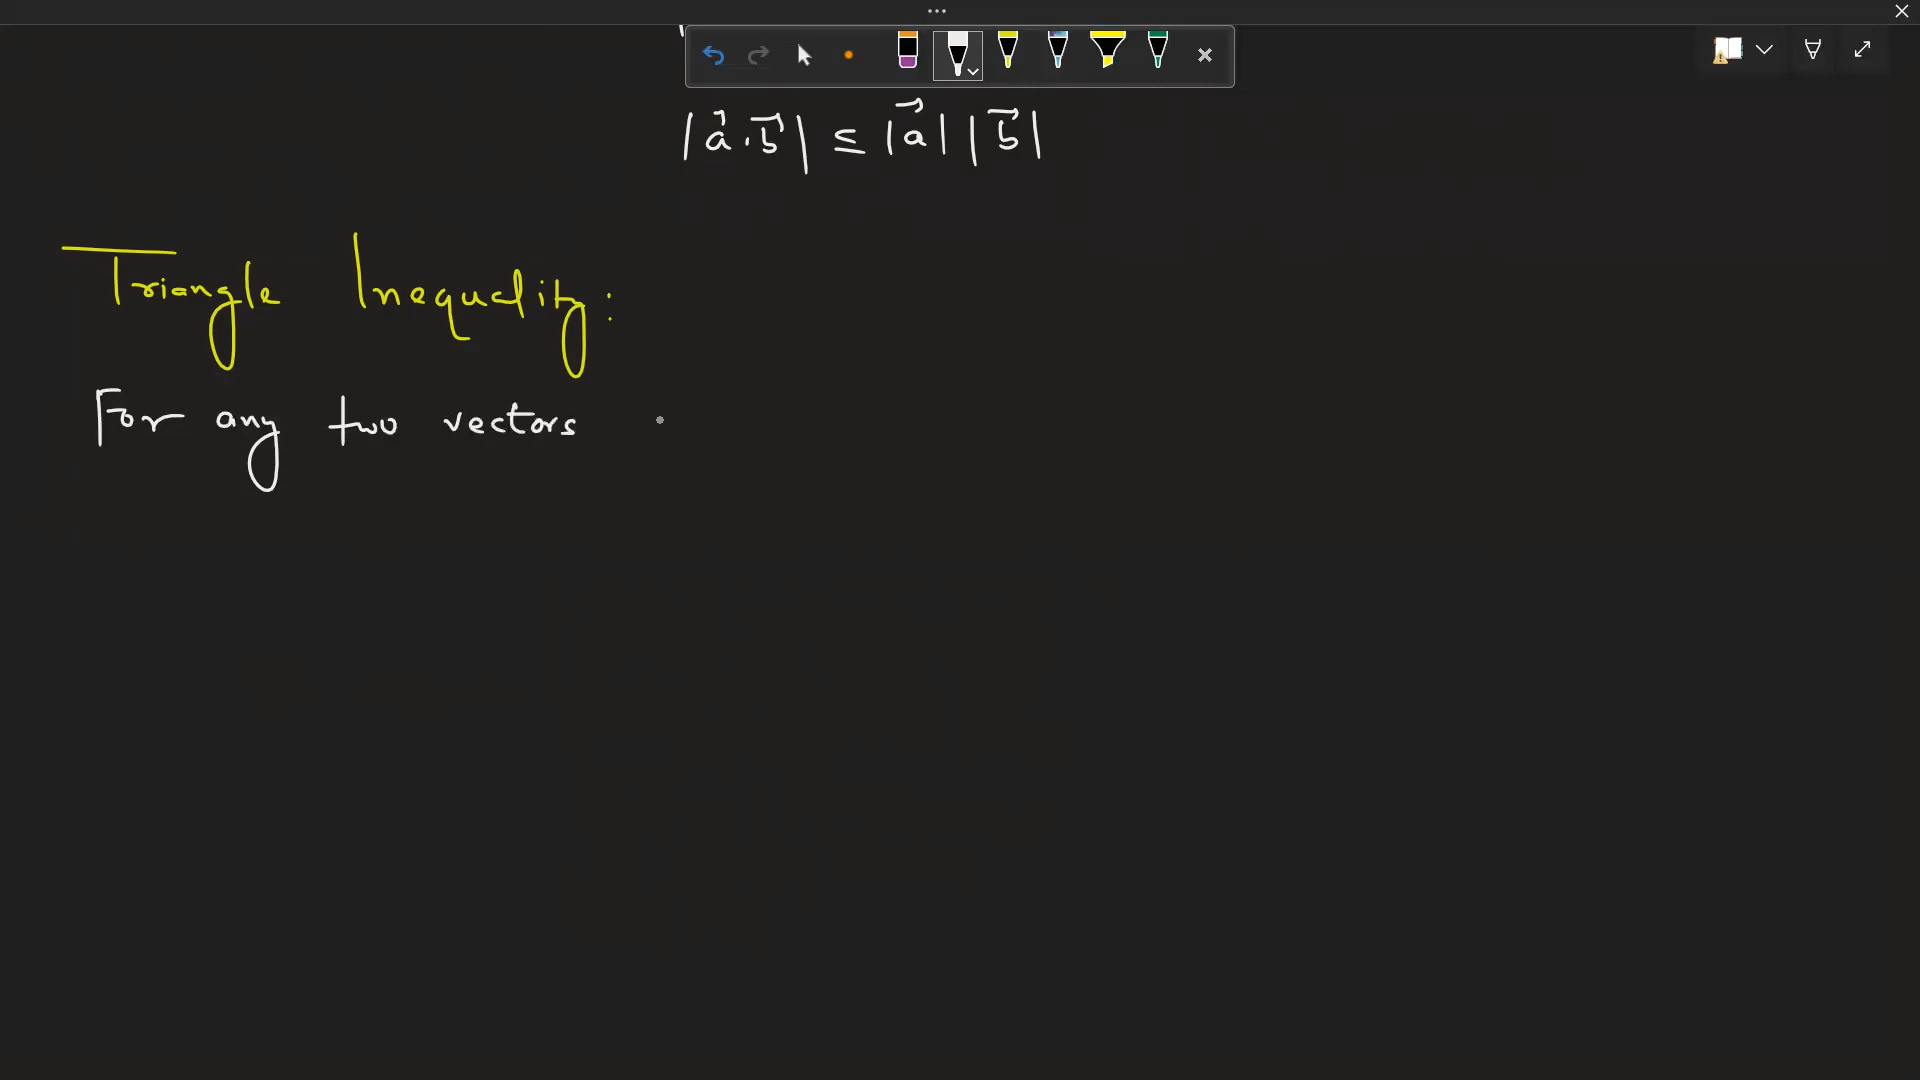 |a⃗ · b⃗| ≤ |a⃗| |b⃗|
Triangle Inequality:
For any two vectors